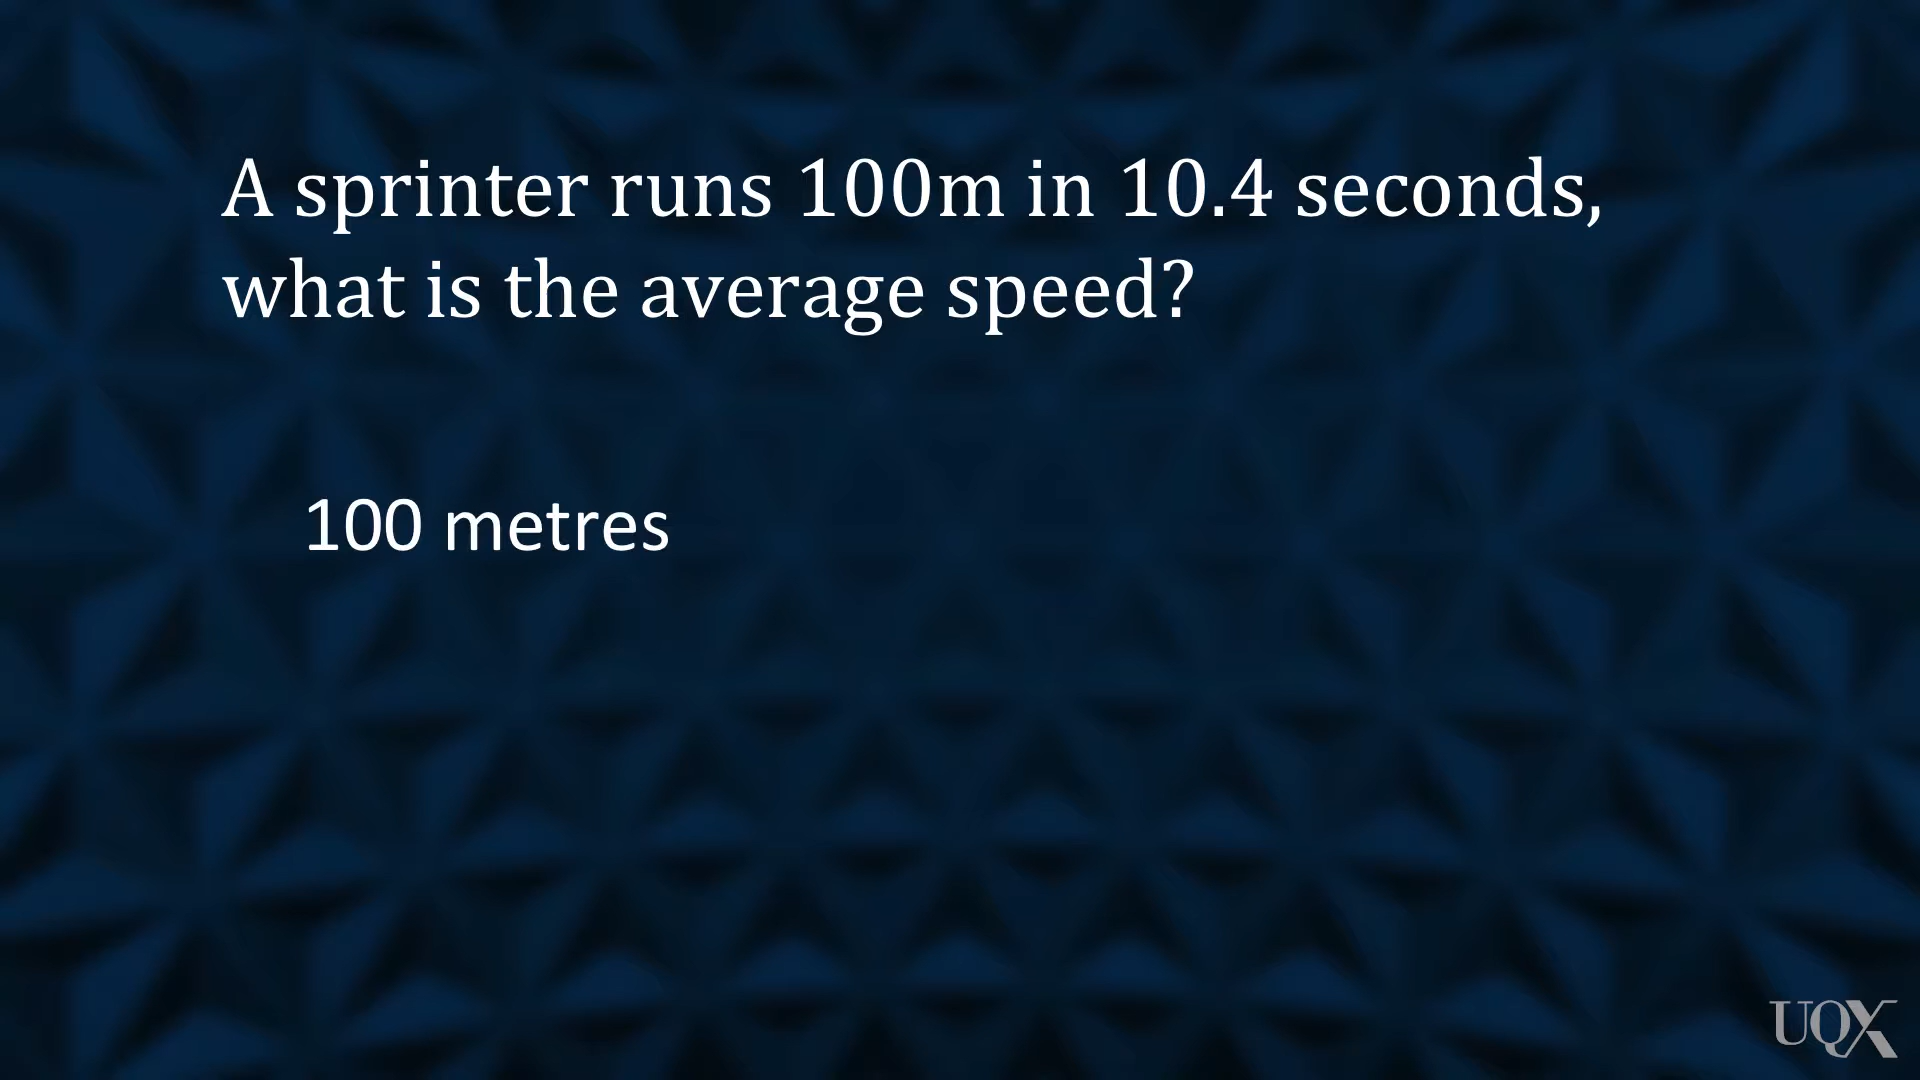 A sprinter runs 100m in 10.4 seconds,
what is the average speed?
100 metres
UQX